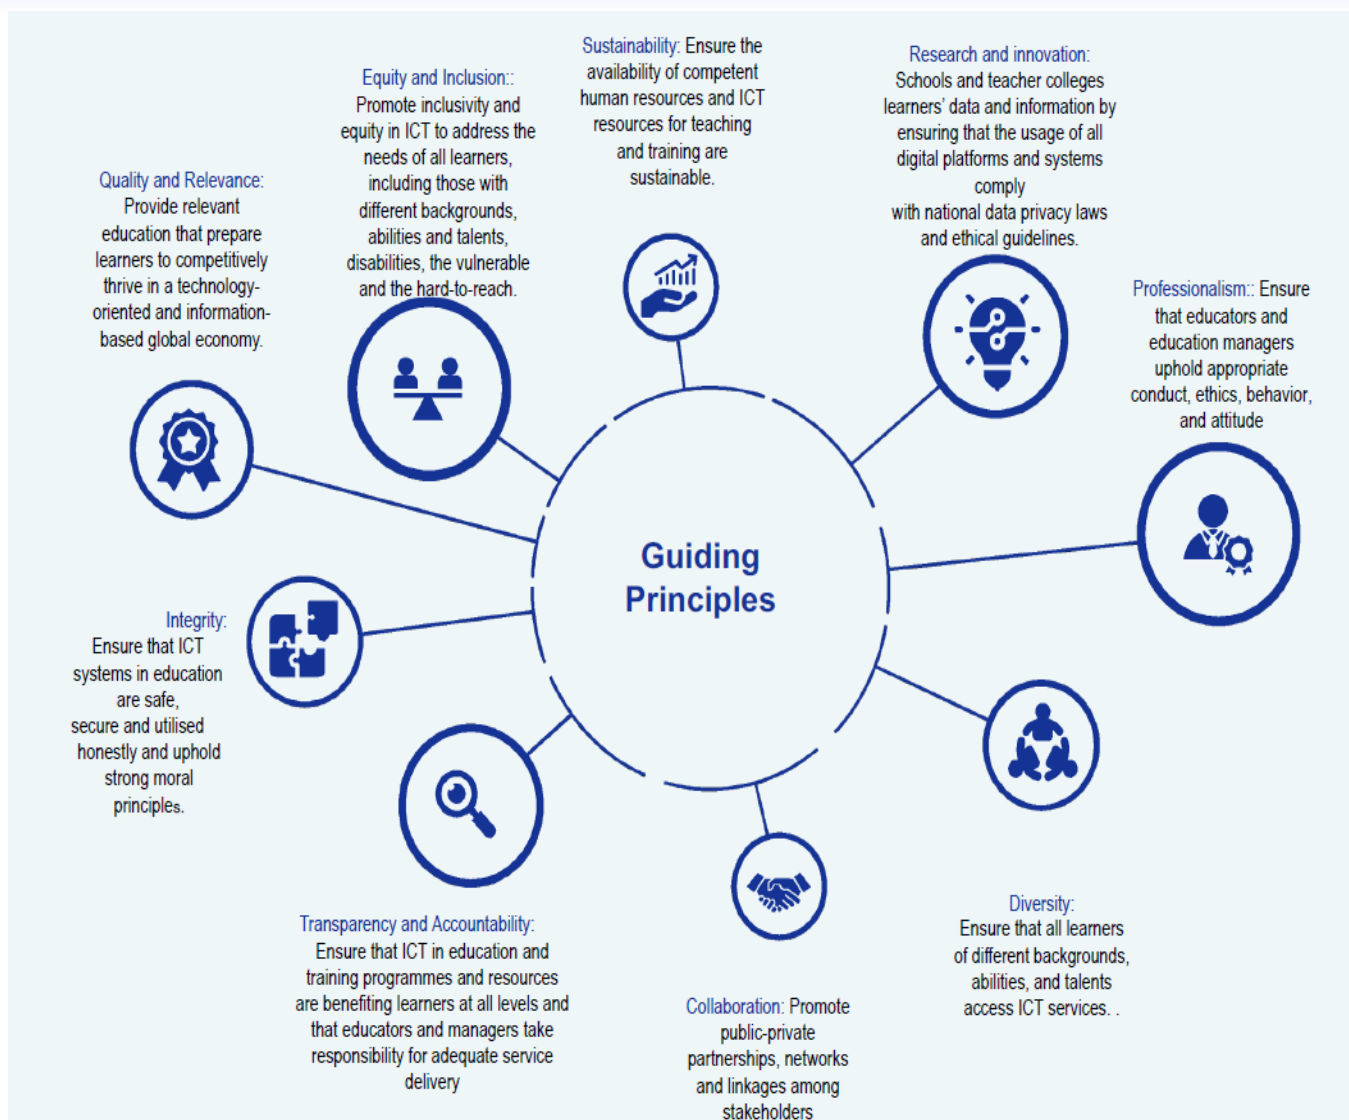 Sustainability: Ensure the
availability of competent
human resources and ICT
resources for teaching
and training are
sustainable.
Research and innovation:
Schools and teacher colleges
learners' data and information by
ensuring that the usage of all
digital platforms and systems
comply
with national data privacy laws
and ethical guidelines.
Equity and Inclusion::
Promote inclusivity and
equity in ICT to address the
needs of all learners,
including those with
different backgrounds,
abilities and talents,
disabilities, the vulnerable
and the hard-to-reach.
Quality and Relevance:
Provide relevant
education that prepare
learners to competitively
thrive in a technology-
oriented and information-
based global economy.
Professionalism:: Ensure
that educators and
education managers
uphold appropriate
conduct, ethics, behavior,
and attitude
Guiding
Principles
Integrity:
Ensure that ICT
systems in education
are safe,
secure and utilised
honestly and uphold
strong moral
principles.
Transparency and Accountability:
Ensure that ICT in education and
training programmes and resources
are benefiting learners at all levels and
that educators and managers take
responsibility for adequate service
delivery
Collaboration: Promote
public-private
partnerships, networks
and linkages among
stakeholders
Diversity:
Ensure that all learners
of different backgrounds,
abilities, and talents
access ICT services. .